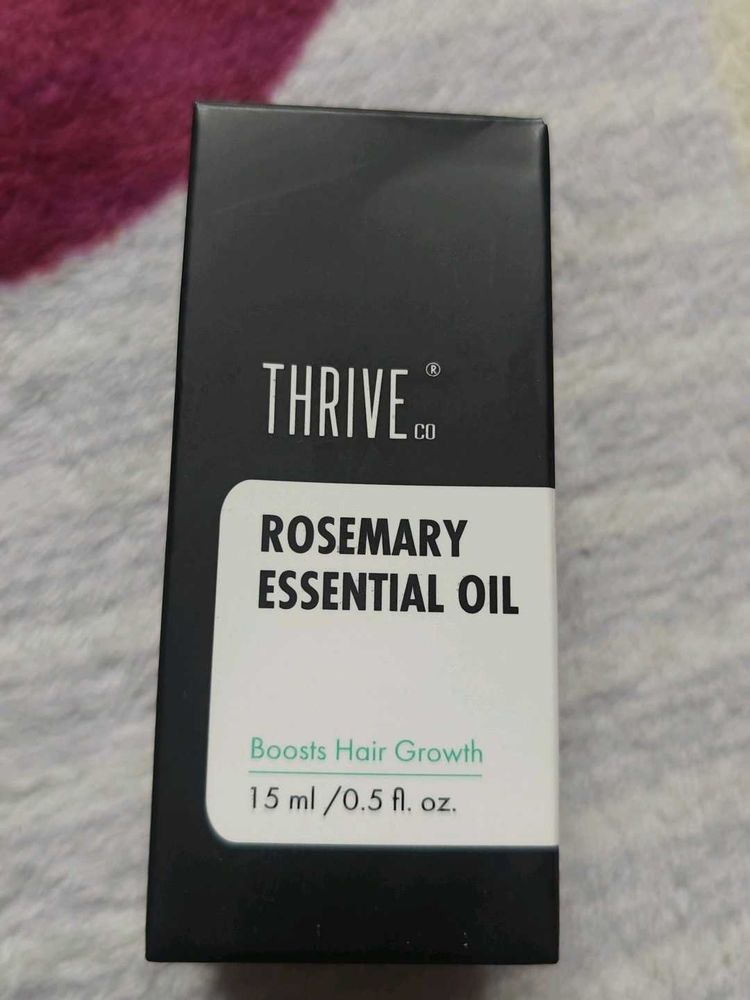 THRIVE®
CO
ROSEMARY
ESSENTIAL OIL
Boosts Hair Growth
15 ml /0.5 fl. oz.